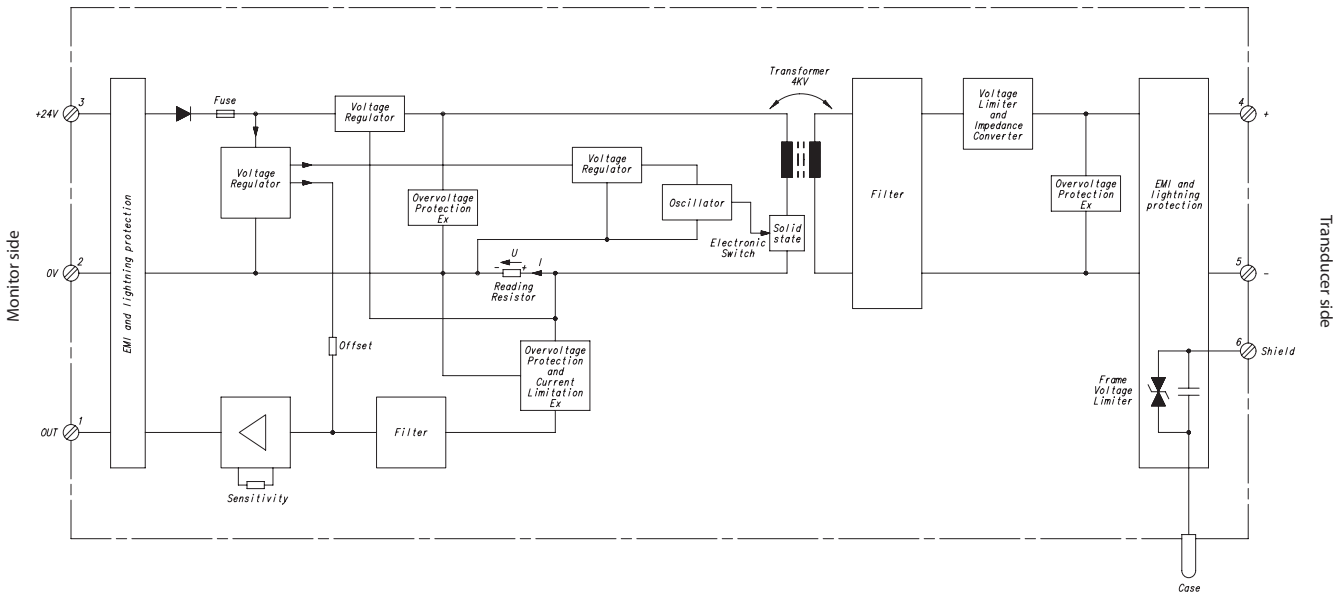 Monitor side
+24V
3
0V
2
OUT
1
EMI and lightning protection
Fuse
Voltage
Regulator
Voltage
Regulator
Overvoltage
Protection
Ex
Voltage
Regulator
Oscillator
Electronic
Switch
Solid
state
Transformer
4KV
U
- +
I
Reading
Resistor
Offset
Overvoltage
Protection
and
Current
Limitation
Ex
Filter
Sensitivity
Filter
Voltage
Limiter
and
Impedance
Converter
Overvoltage
Protection
Ex
EMI and
lightning
protection
Frame
Voltage
Limiter
4
+
5
-
6
Shield
Case
Transducer side